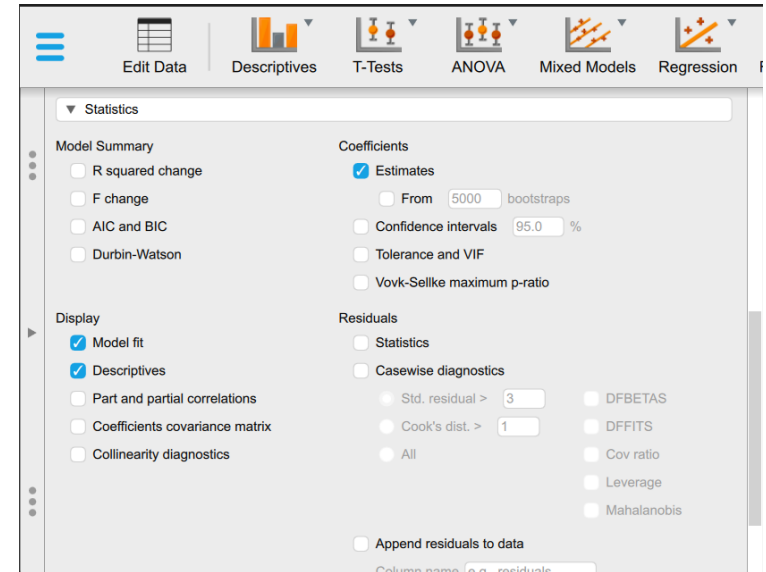 Edit Data
Descriptives
T-Tests
ANOVA
Mixed Models
Regression
Statistics
Model Summary
R squared change
F change
AIC and BIC
Durbin-Watson
Coefficients
Estimates
From 5000 bootstraps
Confidence intervals 95.0 %
Tolerance and VIF
Vovk-Sellke maximum p-ratio
Display
Model fit
Descriptives
Part and partial correlations
Coefficients covariance matrix
Collinearity diagnostics
Residuals
Statistics
Casewise diagnostics
Std. residual > 3
Cook's dist. > 1
All
DFBETAS
DFFITS
Cov ratio
Leverage
Mahalanobis
Append residuals to data
Column name e.g., residuals